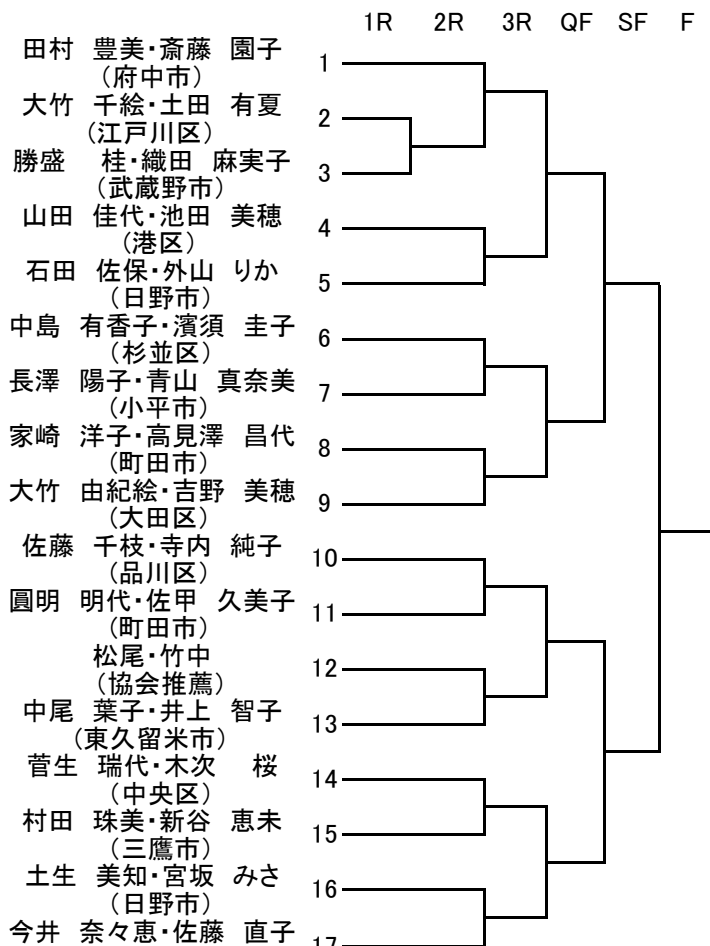 1R 2R 3R QF SF F
田村 豊美・斎藤 園子 1
（府中市）
大竹 千絵・土田 有夏 2
（江戸川区）
勝盛 桂・織田 麻実子 3
（武蔵野市）
山田 佳代・池田 美穂 4
（港区）
石田 佐保・外山 りか 5
（日野市）
中島 有香子・濱須 圭子 6
（杉並区）
長澤 陽子・青山 真奈美 7
（小平市）
家崎 洋子・高見澤 昌代 8
（町田市）
大竹 由紀絵・吉野 美穂 9
（大田区）
佐藤 千枝・寺内 純子 10
（品川区）
圓明 明代・佐甲 久美子 11
（町田市）
松尾・竹中 12
（協会推薦）
中尾 葉子・井上 智子 13
（東久留米市）
菅生 瑞代・木次 桜 14
（中央区）
村田 珠美・新谷 恵未 15
（三鷹市）
土生 美知・宮坂 みさ 16
（日野市）
今井 奈々恵・佐藤 直子 17